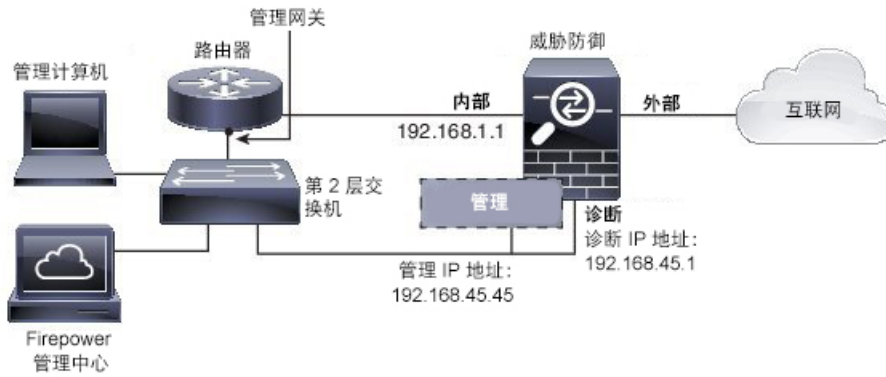 管理网关
路由器
威胁防御
管理计算机
内部
外部
互联网
192.168.1.1
第 2 层交
换机
管理
诊断
诊断 IP 地址：
192.168.45.1
管理 IP 地址：
192.168.45.45
Firepower
管理中心